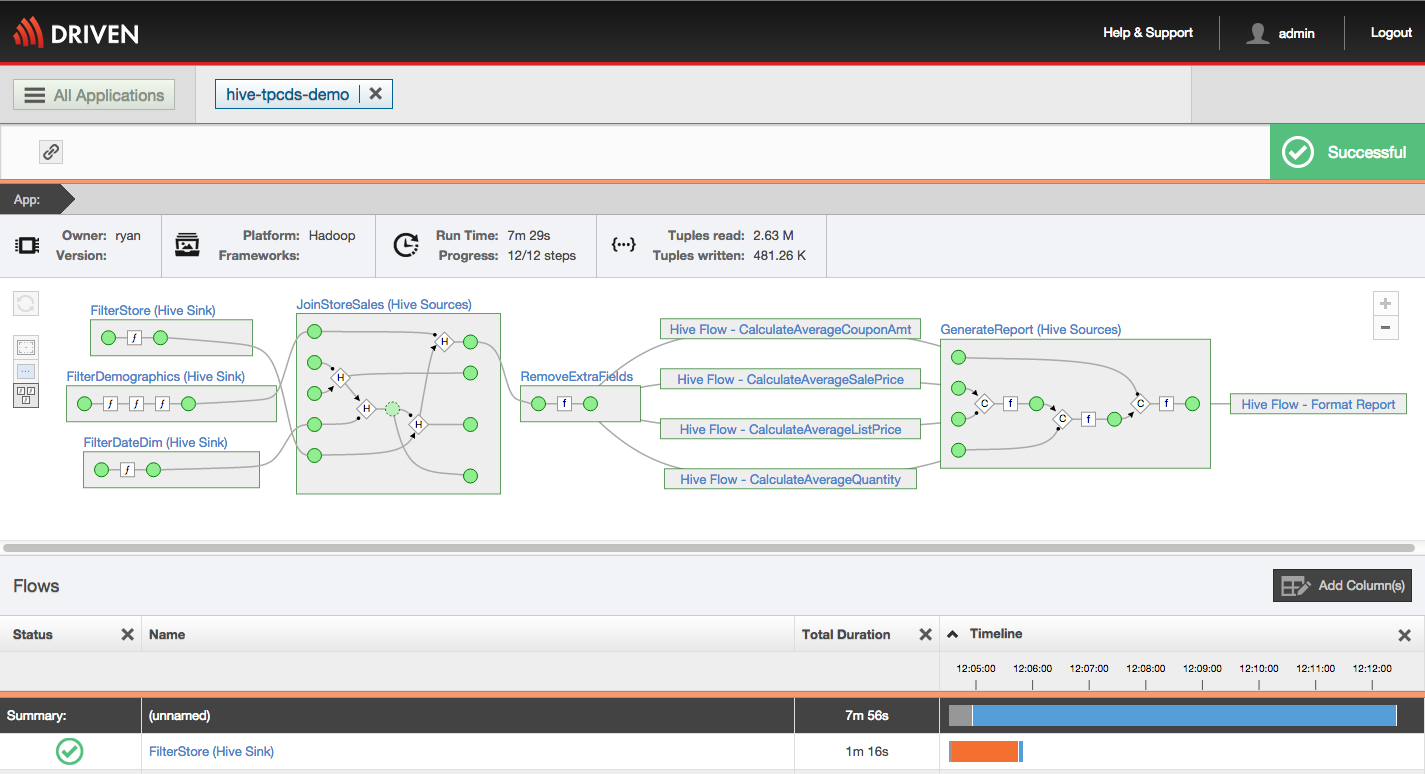 DRIVEN
Help & Support
admin
Logout
All Applications
hive-tpcds-demo
Successful
App:
Owner: ryan
Version:
Platform: Hadoop
Frameworks:
Run Time: 7m 29s
Progress: 12/12 steps
Tuples read: 2.63 M
Tuples written: 481.26 K
FilterStore (Hive Sink)
f
FilterDemographics (Hive Sink)
f f f
FilterDateDim (Hive Sink)
f
JoinStoreSales (Hive Sources)
H
H
H
H
RemoveExtraFields
f
Hive Flow - CalculateAverageCouponAmt
Hive Flow - CalculateAverageSalePrice
Hive Flow - CalculateAverageListPrice
Hive Flow - CalculateAverageQuantity
GenerateReport (Hive Sources)
C f
C f
C f
Hive Flow - Format Report
Flows
Add Column(s)
Status Name Total Duration Timeline
12:05:00 12:06:00 12:07:00 12:08:00 12:09:00 12:10:00 12:11:00 12:12:00
Summary: (unnamed) 7m 56s
FilterStore (Hive Sink) 1m 16s